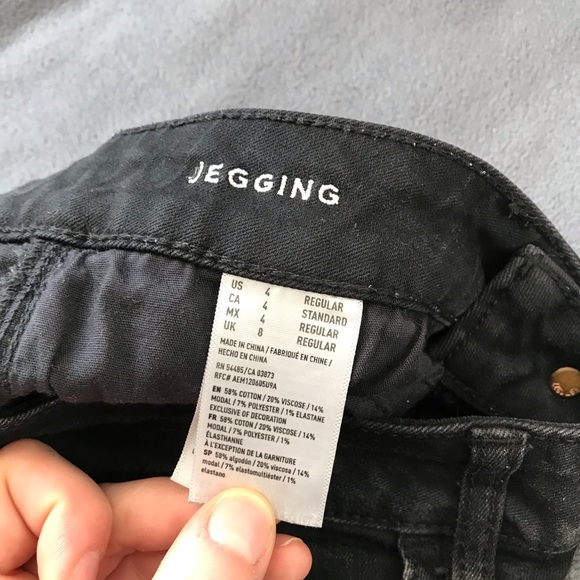 JEGGING
US 4 REGULAR
CA 4 STANDARD
MX 4 REGULAR
UK 8 REGULAR
MADE IN CHINA / FABRIQUÉ EN CHINE /
HECHO EN CHINA
RN 54485/CA 03873
RFC# AEM12060509A
EN 58% COTTON / 20% VISCOSE / 14%
MODAL / 7% POLYESTER / 1% ELASTANE
EXCLUSIVE OF DECORATION
FR 58% COTON / 20% VISCOSE / 14%
MODAL / 7% POLYESTER / 1%
ÉLASTHANNE
À L'EXCEPTION DE LA GARNITURE
SP 58% algodón / 20% viscosa / 14%
modal / 7% elastomultiéster / 1%
elastano